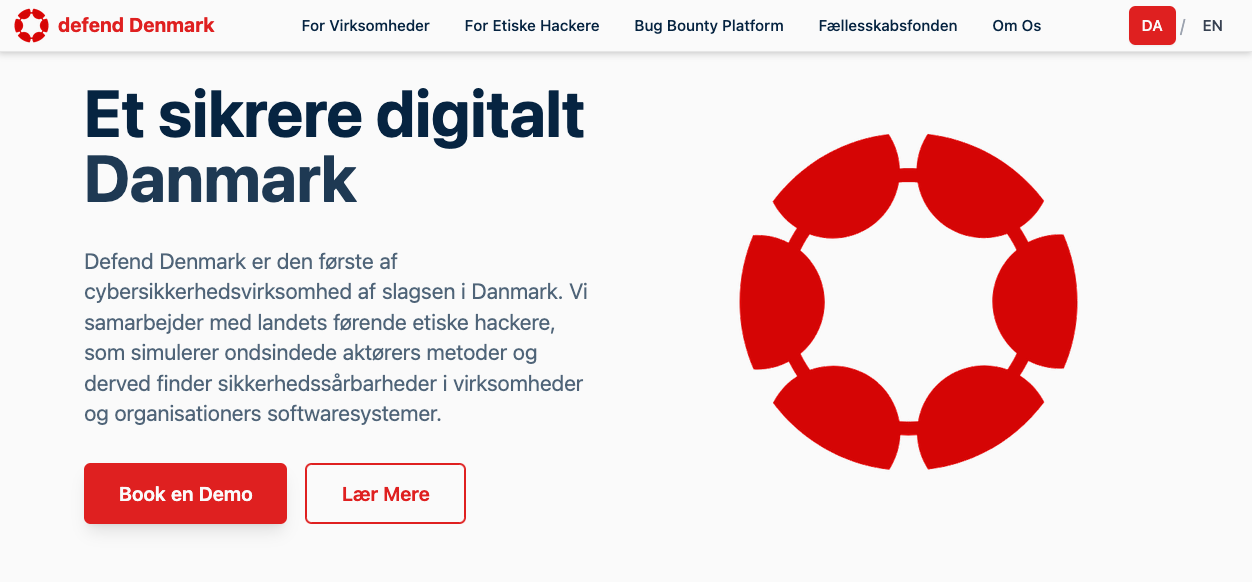 defend Denmark
For Virksomheder
For Etiske Hackere
Bug Bounty Platform
Fællesskabsfonden
Om Os
DA / EN
Et sikrere digitalt
Danmark
Defend Denmark er den første af
cybersikkerhedsvirksomhed af slagsen i Danmark. Vi
samarbejder med landets førende etiske hackere,
som simulerer ondsindede aktørers metoder og
derved finder sikkerhedssårbarheder i virksomheder
og organisationers softwaresystemer.
Book en Demo
Lær Mere